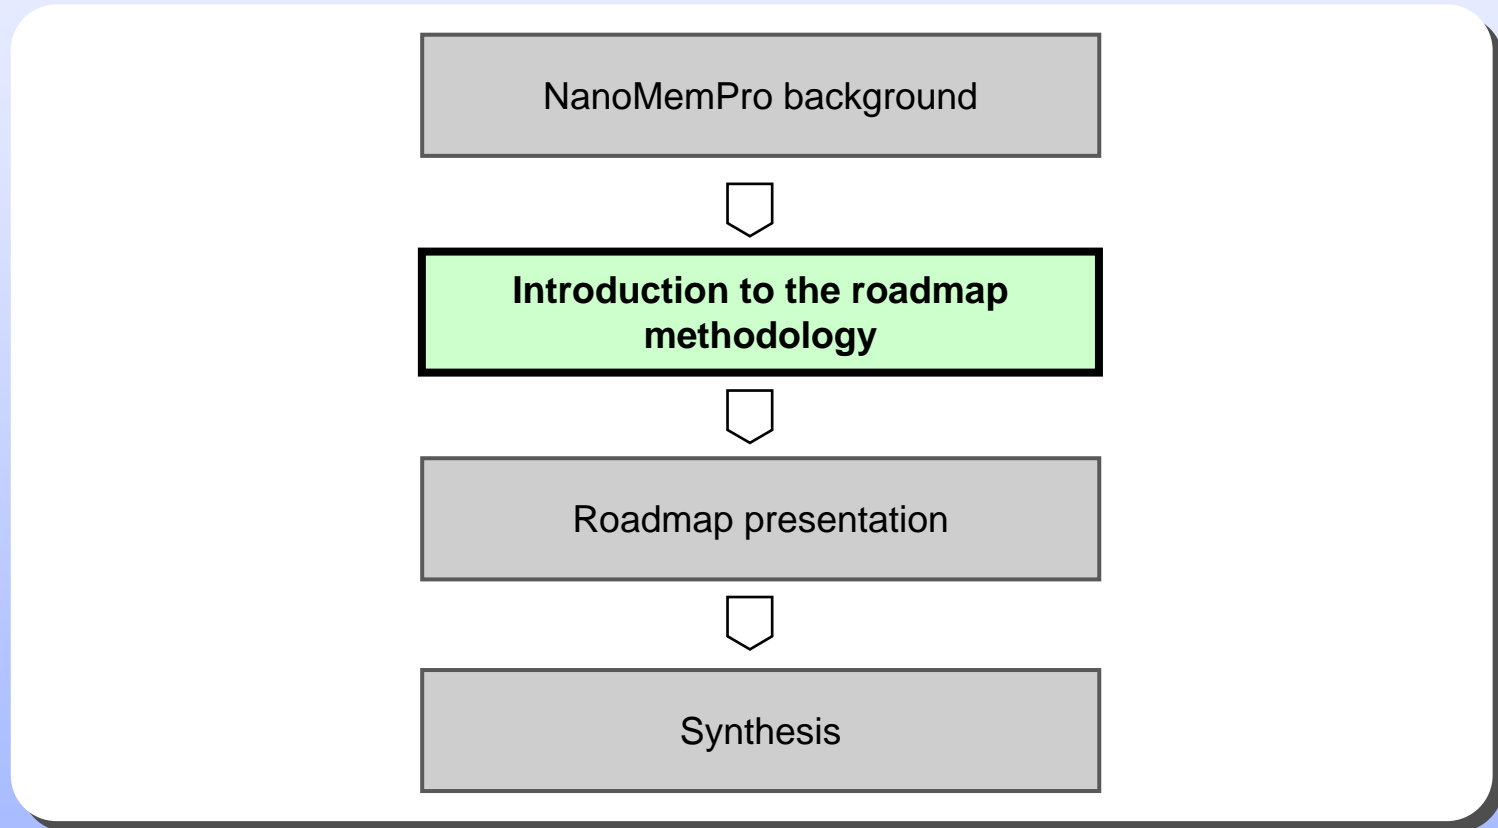 NanoMemPro background
Introduction to the roadmap
methodology
Roadmap presentation
Synthesis